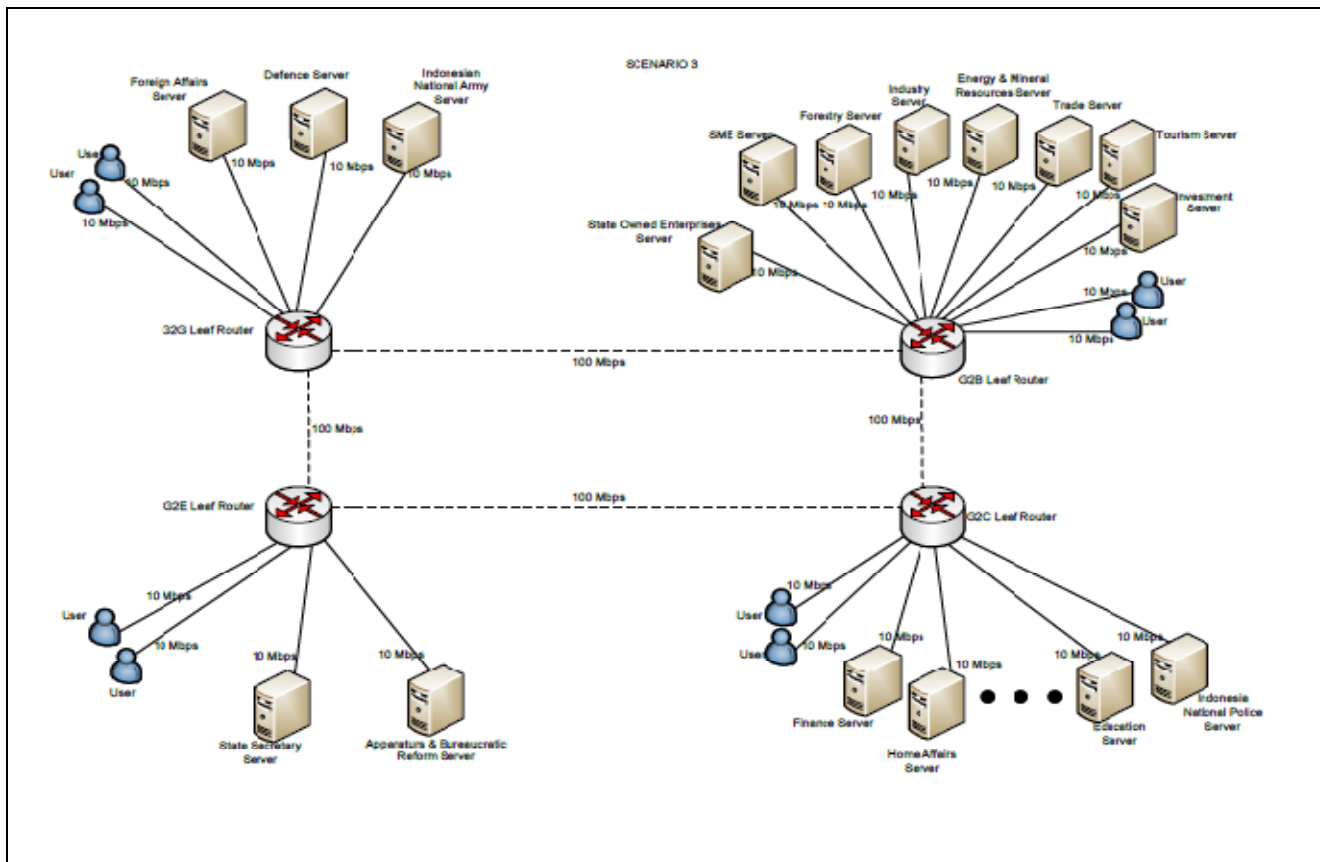 SCENARIO 3
Foreign Affairs
Server
Defence Server
Indonesian
National Army
Server
User
User
10 Mbps
10 Mbps
10 Mbps
10 Mbps
10 Mbps
G2G Leaf Router
SME Server
Forestry Server
Industry
Server
Energy & Mineral
Resources Server
Trade Server
Tourism Server
Investment
Server
State Owned Enterprises
Server
10 Mbps
10 Mbps
10 Mbps
10 Mbps
10 Mbps
10 Mbps
10 Mbps
10 Mbps
10 Mbps
User
10 Mbps
User
10 Mbps
G2B Leaf Router
100 Mbps
100 Mbps
100 Mbps
G2E Leaf Router
100 Mbps
G2C Leaf Router
10 Mbps
User
10 Mbps
User
10 Mbps
10 Mbps
State Secretary
Server
Apparaturs & Bureaucratic
Reform Server
10 Mbps
User
User
10 Mbps
10 Mbps
10 Mbps
10 Mbps
10 Mbps
Finance Server
Home Affairs
Server
Education
Server
Indonesia
National Police
Server